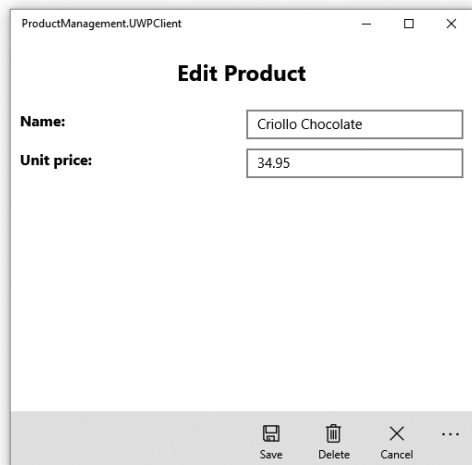 ProductManagement.UWPClient
Edit Product
Name: Criollo Chocolate
Unit price: 34.95
Save Delete Cancel